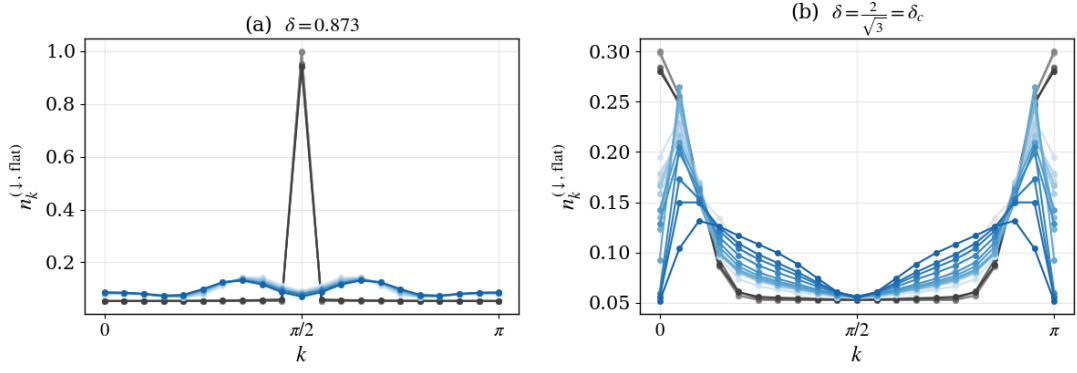 (a) δ = 0.873
1.0
0.8
0.6
0.4
0.2
n_k^(↓, flat)
0
π/2
π
k
(b) δ = 2/√3 = δ_c
0.30
0.25
0.20
0.15
0.10
0.05
n_k^(↓, flat)
0
π/2
π
k